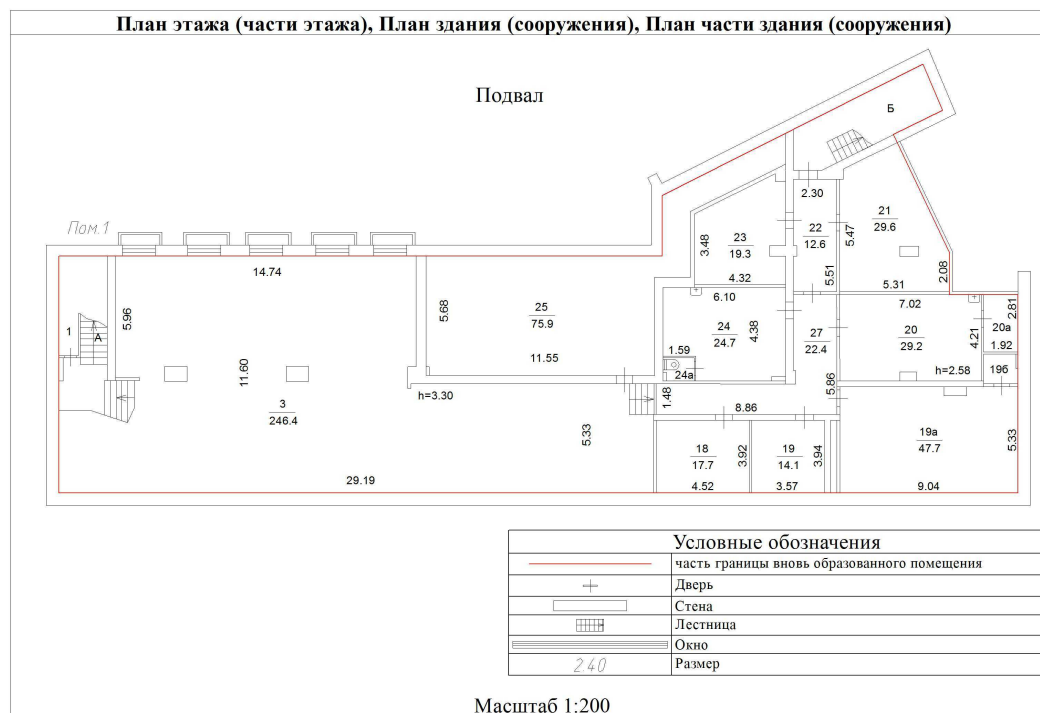 План этажа (части этажа), План здания (сооружения), План части здания (сооружения)
Подвал
Б
Пом.1
2.30
21
29.6
22
12.6
23
19.3
3.48
5.47
5.51
2.08
4.32
5.31
14.74
6.10
7.02
5.96
5.68
25
75.9
24
24.7
4.38
27
22.4
20
29.2
4.21
2.81
20а
1.92
1
А
11.55
1.59
24а
h=2.58
19б
11.60
h=3.30
1.48
5.86
8.86
3
246.4
5.33
18
17.7
3.92
19
14.1
3.94
19а
47.7
5.33
29.19
4.52
3.57
9.04
Условные обозначения
часть границы вновь образованного помещения
Дверь
Стена
Лестница
Окно
2.40 Размер
Масштаб 1:200